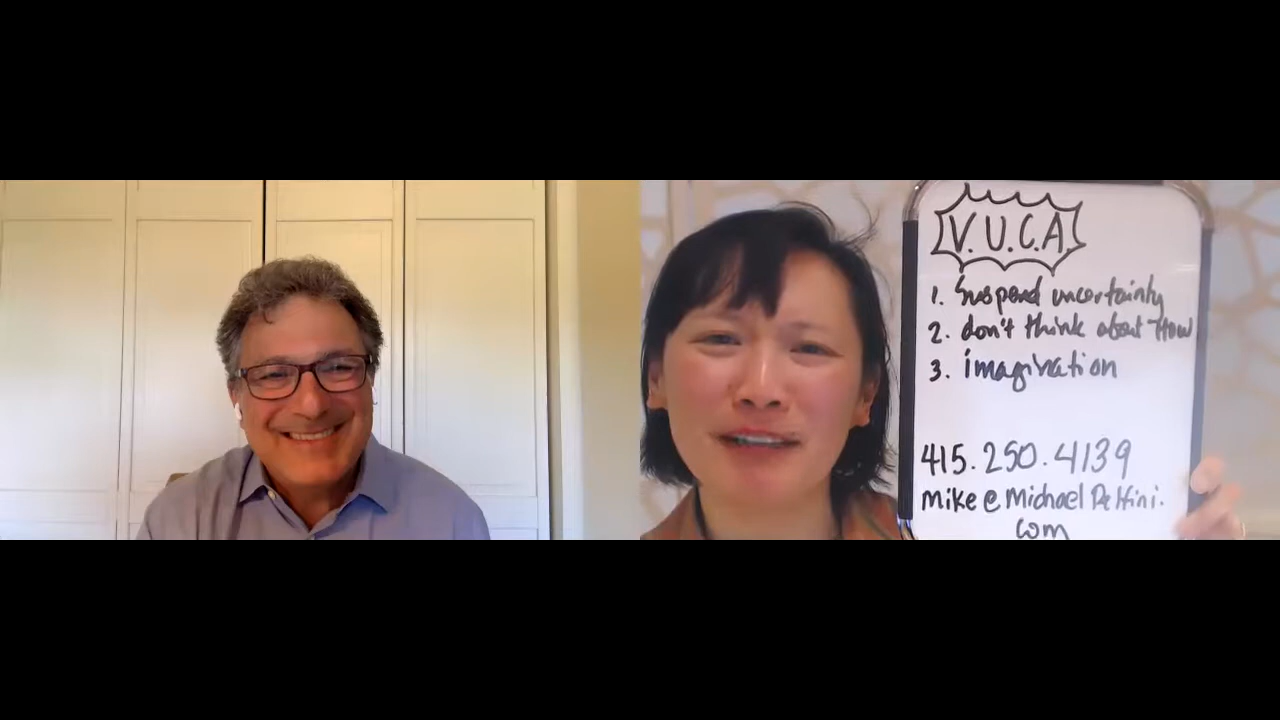 V.U.C.A.
1. Suspend uncertainty
2. don't think about How
3. imagination
415.250.4139
Mike@MichaelDelfini.
com